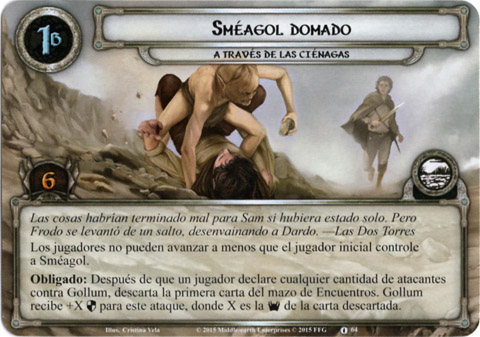 1B
SMÉAGOL DOMADO
A TRAVÉS DE LAS CIÉNAGAS
6
Las cosas habrían terminado mal para Sam si hubiera estado solo. Pero
Frodo se levantó de un salto, desenvainando a Dardo. —Las Dos Torres
Los jugadores no pueden avanzar a menos que el jugador inicial controle
a Sméagol.
Obligado: Después de que un jugador declare cualquier cantidad de atacantes
contra Gollum, descarta la primera carta del mazo de Encuentros. Gollum
recibe +X para este ataque, donde X es la de la carta descartada.
Illus. Cristina Vela © 2015 Middle-earth Enterprises © 2015 FFG 64